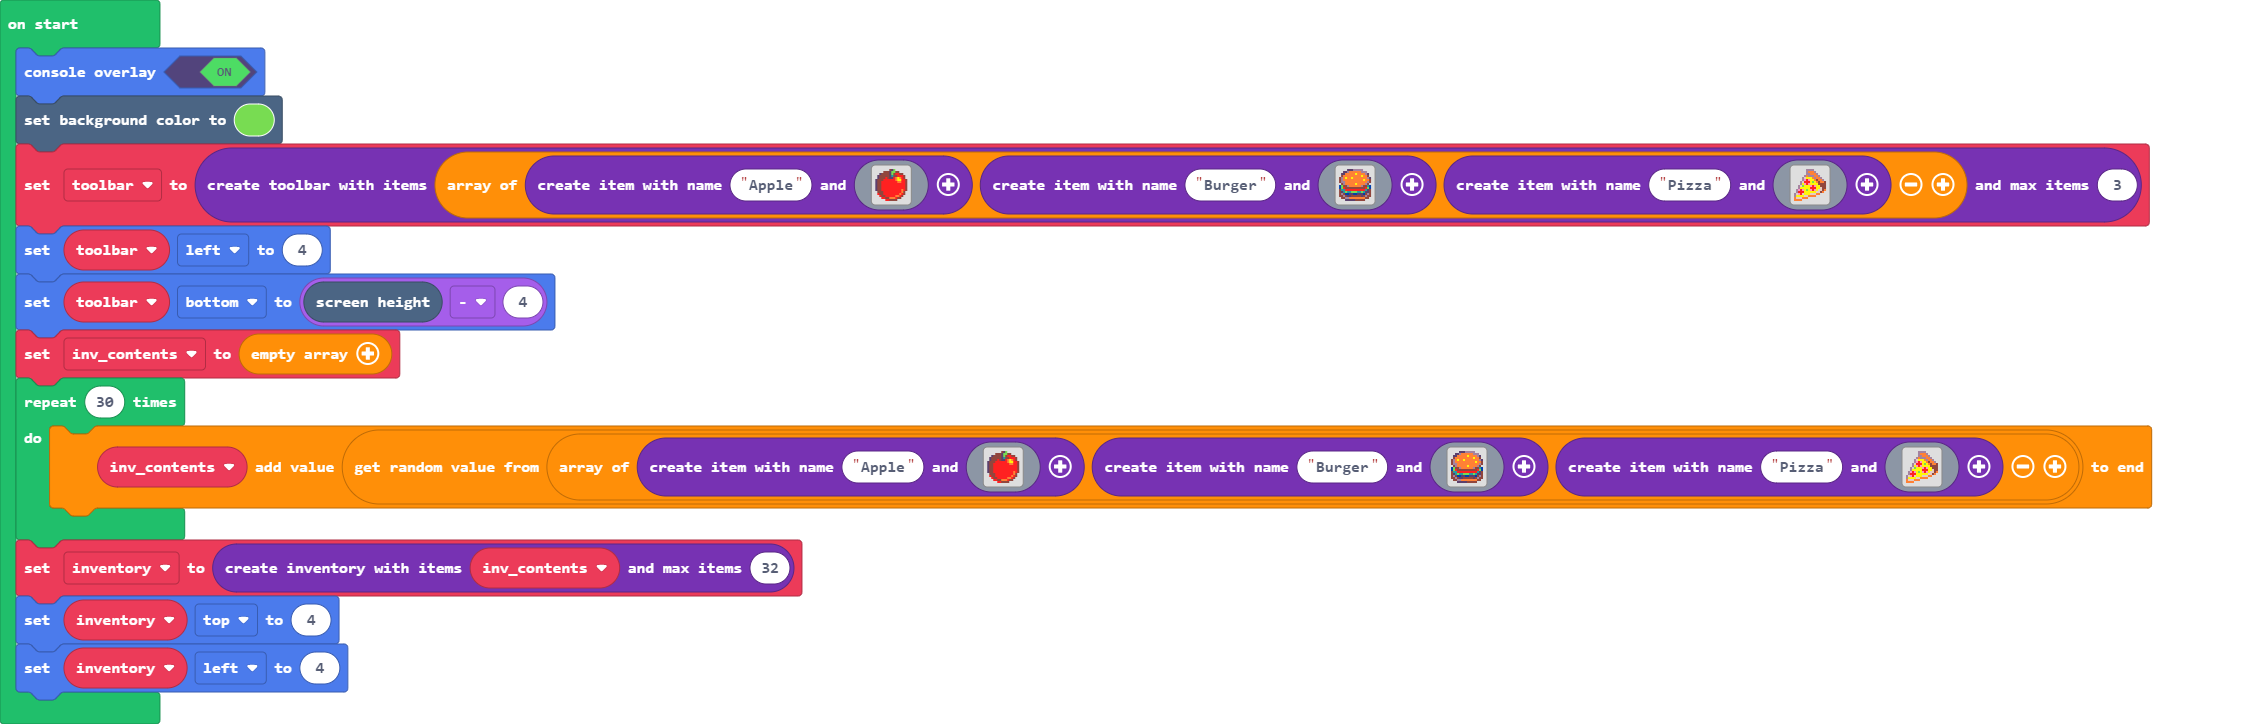 on start
console overlay ON
set background color to
set toolbar to create toolbar with items array of create item with name "Apple" and create item with name "Burger" and create item with name "Pizza" and and max items 3
set toolbar left to 4
set toolbar bottom to screen height - 4
set inv_contents to empty array
repeat 30 times
do
inv_contents add value get random value from array of create item with name "Apple" and create item with name "Burger" and create item with name "Pizza" and to end
set inventory to create inventory with items inv_contents and max items 32
set inventory top to 4
set inventory left to 4